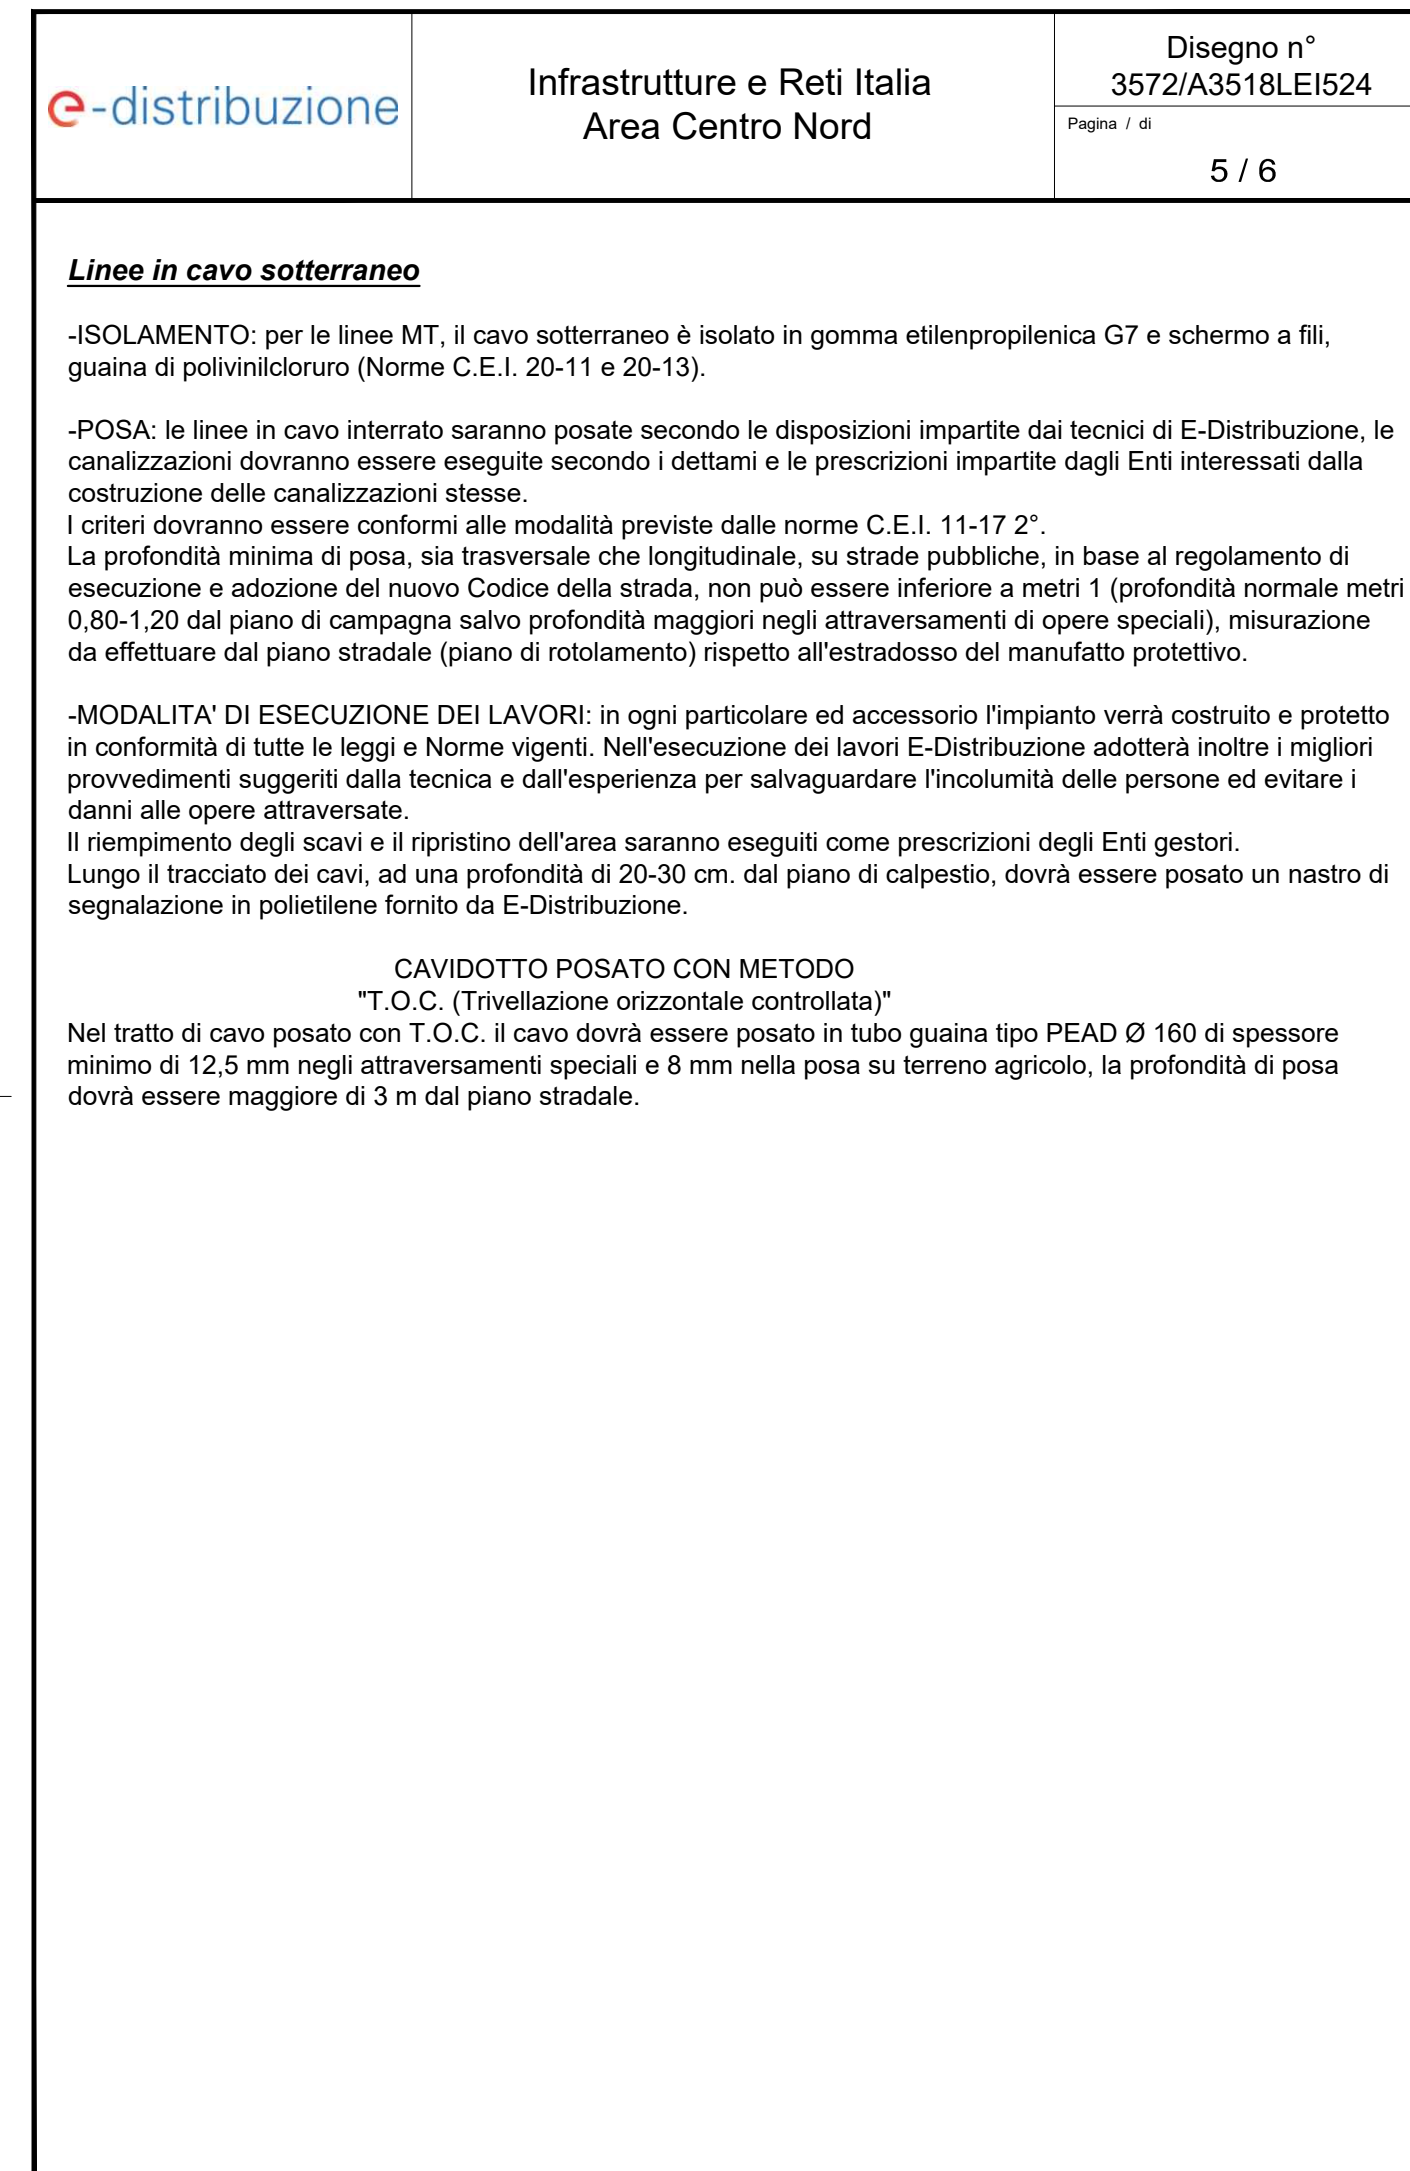 e-distribuzione
Infrastrutture e Reti Italia
Area Centro Nord
Disegno n°
3572/A3518LEI524
Pagina / di
5 / 6
Linee in cavo sotterraneo
-ISOLAMENTO: per le linee MT, il cavo sotterraneo è isolato in gomma etilenpropilenica G7 e schermo a fili,
guaina di polivinilcloruro (Norme C.E.I. 20-11 e 20-13).
-POSA: le linee in cavo interrato saranno posate secondo le disposizioni impartite dai tecnici di E-Distribuzione, le
canalizzazioni dovranno essere eseguite secondo i dettami e le prescrizioni impartite dagli Enti interessati dalla
costruzione delle canalizzazioni stesse.
I criteri dovranno essere conformi alle modalità previste dalle norme C.E.I. 11-17 2°.
La profondità minima di posa, sia trasversale che longitudinale, su strade pubbliche, in base al regolamento di
esecuzione e adozione del nuovo Codice della strada, non può essere inferiore a metri 1 (profondità normale metri
0,80-1,20 dal piano di campagna salvo profondità maggiori negli attraversamenti di opere speciali), misurazione
da effettuare dal piano stradale (piano di rotolamento) rispetto all'estradosso del manufatto protettivo.
-MODALITA' DI ESECUZIONE DEI LAVORI: in ogni particolare ed accessorio l'impianto verrà costruito e protetto
in conformità di tutte le leggi e Norme vigenti. Nell'esecuzione dei lavori E-Distribuzione adotterà inoltre i migliori
provvedimenti suggeriti dalla tecnica e dall'esperienza per salvaguardare l'incolumità delle persone ed evitare i
danni alle opere attraversate.
Il riempimento degli scavi e il ripristino dell'area saranno eseguiti come prescrizioni degli Enti gestori.
Lungo il tracciato dei cavi, ad una profondità di 20-30 cm. dal piano di calpestio, dovrà essere posato un nastro di
segnalazione in polietilene fornito da E-Distribuzione.
CAVIDOTTO POSATO CON METODO
"T.O.C. (Trivellazione orizzontale controllata)"
Nel tratto di cavo posato con T.O.C. il cavo dovrà essere posato in tubo guaina tipo PEAD Ø 160 di spessore
minimo di 12,5 mm negli attraversamenti speciali e 8 mm nella posa su terreno agricolo, la profondità di posa
dovrà essere maggiore di 3 m dal piano stradale.